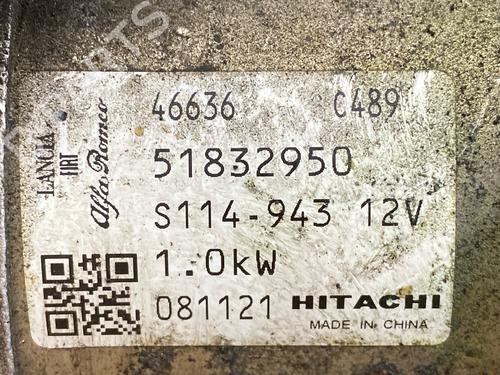 46636 C489
LANCIA
FIAT
Alfa Romeo
51832950
S114-943 12V
1.0kW
081121 HITACHI
MADE IN CHINA